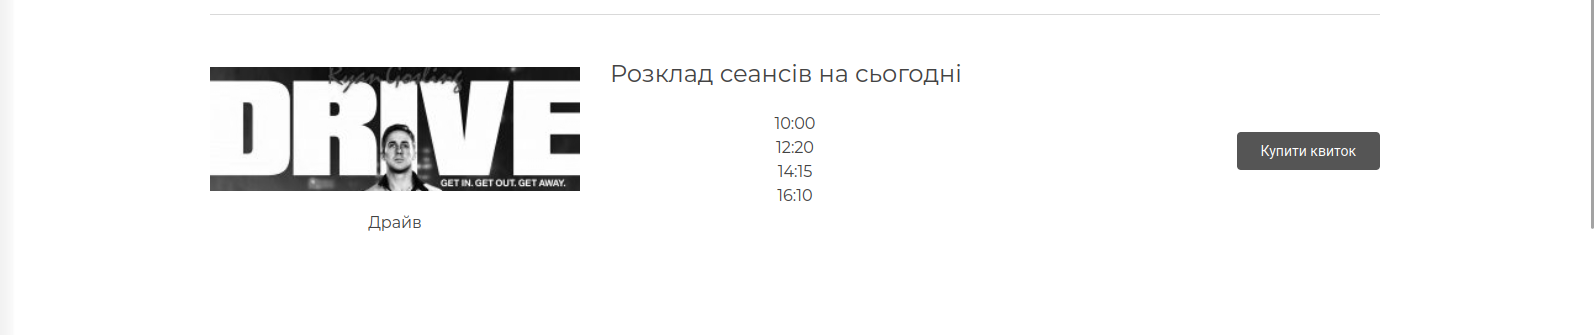 Ryan Gosling
DRIVE
GET IN. GET OUT. GET AWAY.
Драйв
Розклад сеансів на сьогодні
10:00
12:20
14:15
16:10
Купити квиток